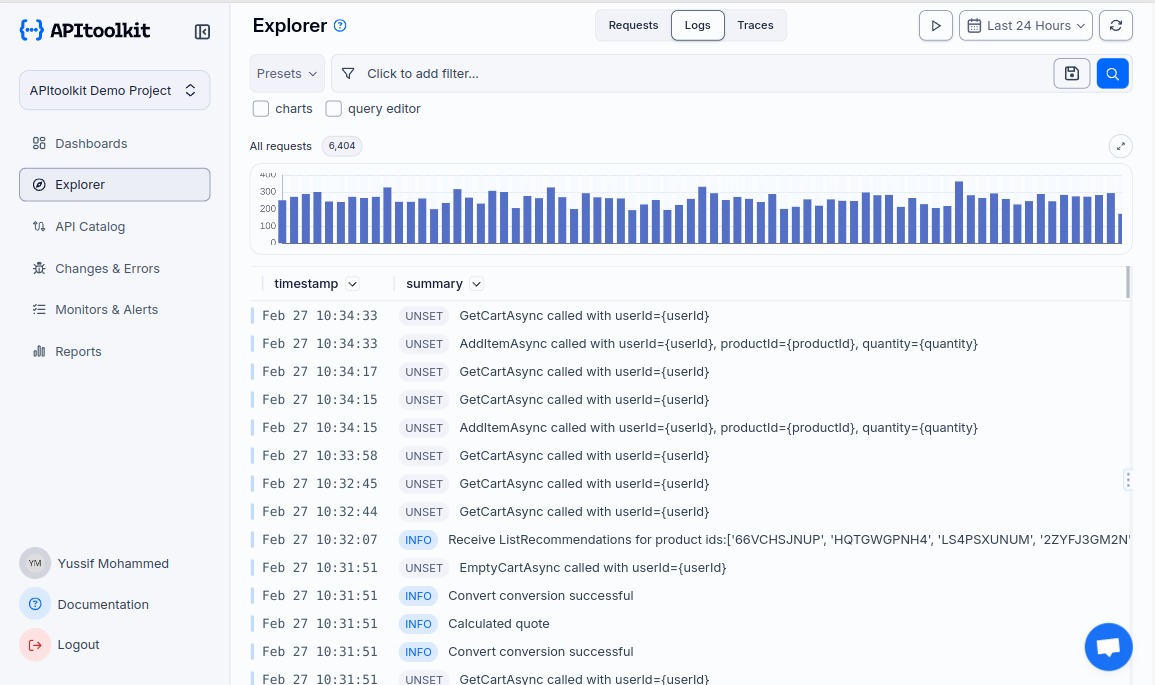 APItoolkit
APItoolkit Demo Project
Dashboards
Explorer
API Catalog
Changes & Errors
Monitors & Alerts
Reports
YM Yussif Mohammed
Documentation
Logout
Explorer
Requests Logs Traces
Last 24 Hours
Presets Click to add filter...
charts query editor
All requests 6,404
400
300
200
100
0
timestamp summary
Feb 27 10:34:33 UNSET GetCartAsync called with userId={userId}
Feb 27 10:34:33 UNSET AddItemAsync called with userId={userId}, productId={productId}, quantity={quantity}
Feb 27 10:34:17 UNSET GetCartAsync called with userId={userId}
Feb 27 10:34:15 UNSET GetCartAsync called with userId={userId}
Feb 27 10:34:15 UNSET AddItemAsync called with userId={userId}, productId={productId}, quantity={quantity}
Feb 27 10:33:58 UNSET GetCartAsync called with userId={userId}
Feb 27 10:32:45 UNSET GetCartAsync called with userId={userId}
Feb 27 10:32:44 UNSET GetCartAsync called with userId={userId}
Feb 27 10:32:07 INFO Receive ListRecommendations for product ids:['66VCHSJNUP', 'HQTGWGPNH4', 'LS4PSXUNUM', '2ZYFJ3GM2N'
Feb 27 10:31:51 UNSET EmptyCartAsync called with userId={userId}
Feb 27 10:31:51 INFO Convert conversion successful
Feb 27 10:31:51 INFO Calculated quote
Feb 27 10:31:51 INFO Convert conversion successful
Feb 27 10:31:51 UNSET GetCartAsync called with userId={userId}